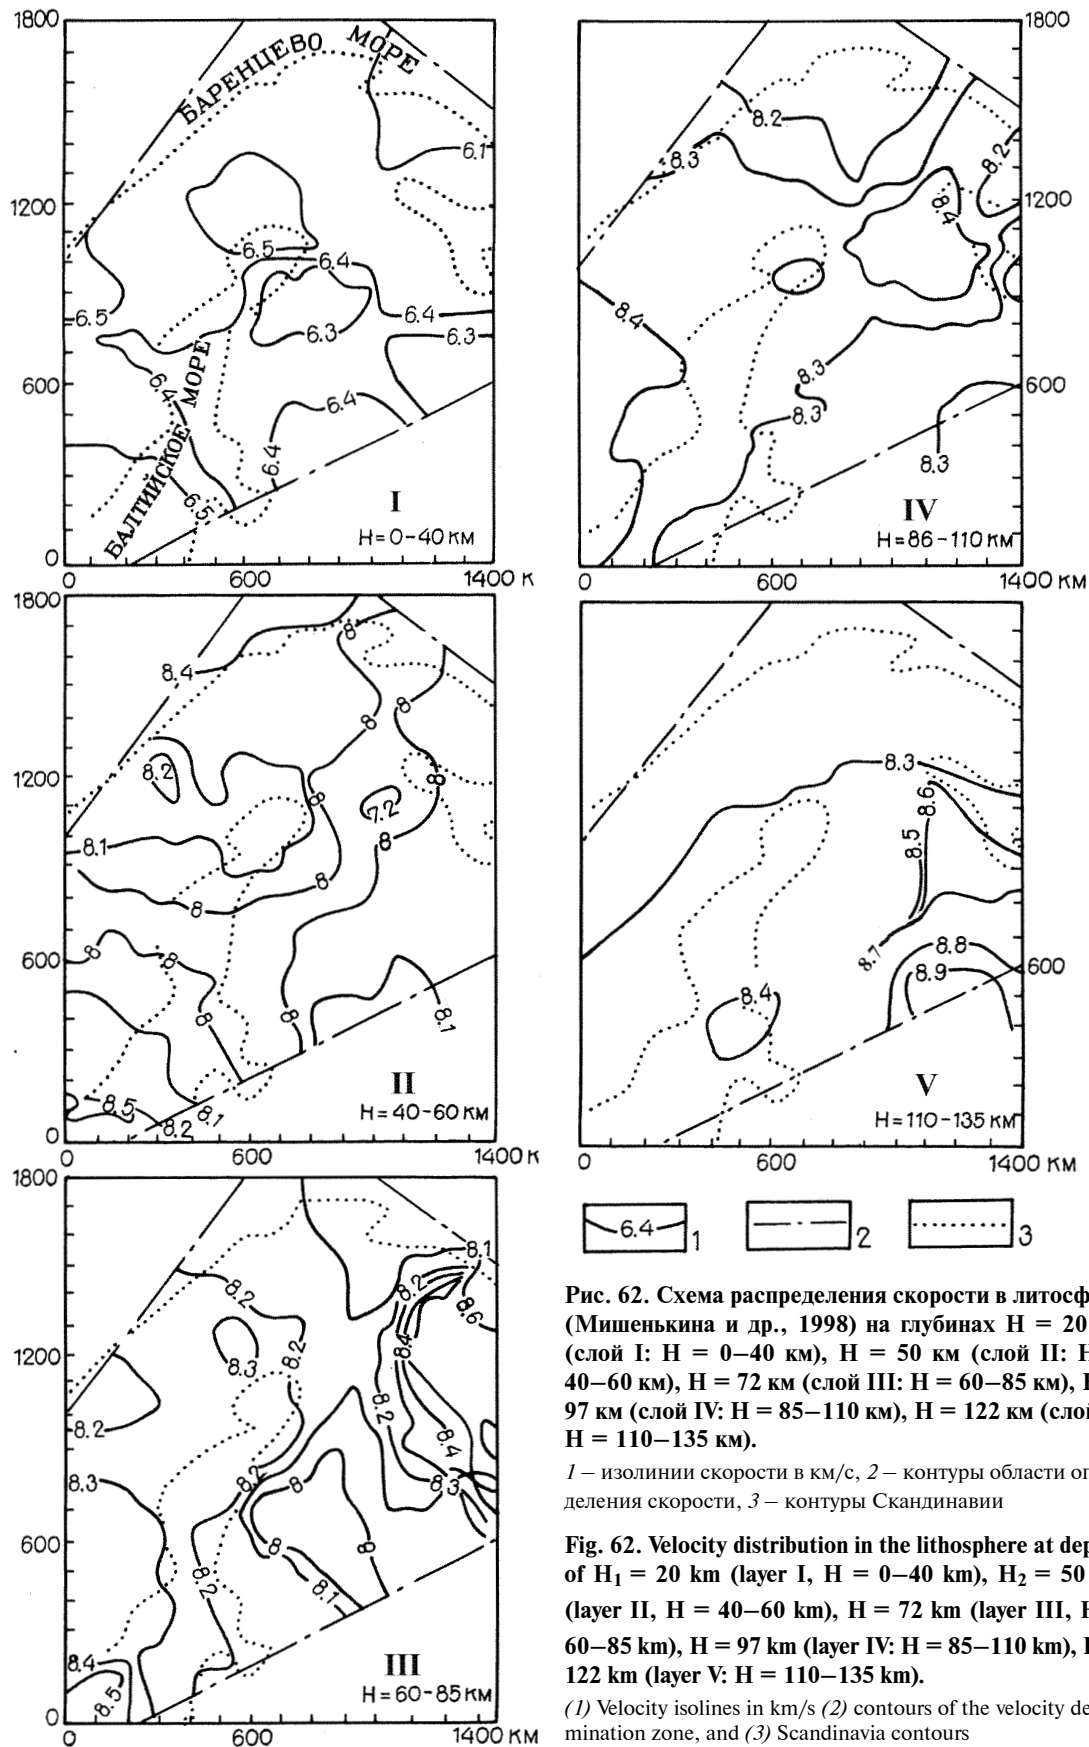 1800
БАРЕНЦЕВО МОРЕ
6.1
1200
6.5
6.4
6.5
6.4
6.3
6.3
600
6.4
6.4
6.4
6.5
БАЛТИЙСКОЕ МОРЕ
I
H=0-40 КМ
0
0 600 1400 К
1800
8.2
8.3
8.2
1200
8.4
8.4
8.3
8.3
600
8.3
IV
H=86-110 КМ
0 600 1400 КМ
1800
8
8.4
8
8
1200
8.2
8
8
7.2
8
8.1
8
8
8
8
600
8
8
8.1
II
8.5
8.1
8.2
H=40-60 КМ
0
0 600 1400 К
8.3
8.6
8.5
8.7
8.8
600
8.9
8.4
V
H=110-135 КМ
0 600 1400 КМ
1800
8.1
8.2
8.2
8.6
1200
8.3
8.2
8.4
8.2
8.2
8.4
8.3
8.2
8
8.3
600
8
8
8.2
8.1
8.4
8.5
III
H=60-85 КМ
0
0 600 1400 КМ
6.4 1
2
3
Рис. 62. Схема распределения скорости в литосф
(Мишенькина и др., 1998) на глубинах H = 20
(слой I: H = 0–40 км), H = 50 км (слой II: H
40–60 км), H = 72 км (слой III: H = 60–85 км), H
97 км (слой IV: H = 85–110 км), H = 122 км (слой
H = 110–135 км).
1 – изолинии скорости в км/с, 2 – контуры области оп
деления скорости, 3 – контуры Скандинавии
Fig. 62. Velocity distribution in the lithosphere at dep
of H₁ = 20 km (layer I, H = 0–40 km), H₂ = 50
(layer II, H = 40–60 km), H = 72 km (layer III, H
60–85 km), H = 97 km (layer IV: H = 85–110 km), H
122 km (layer V: H = 110–135 km).
(1) Velocity isolines in km/s (2) contours of the velocity de
mination zone, and (3) Scandinavia contours